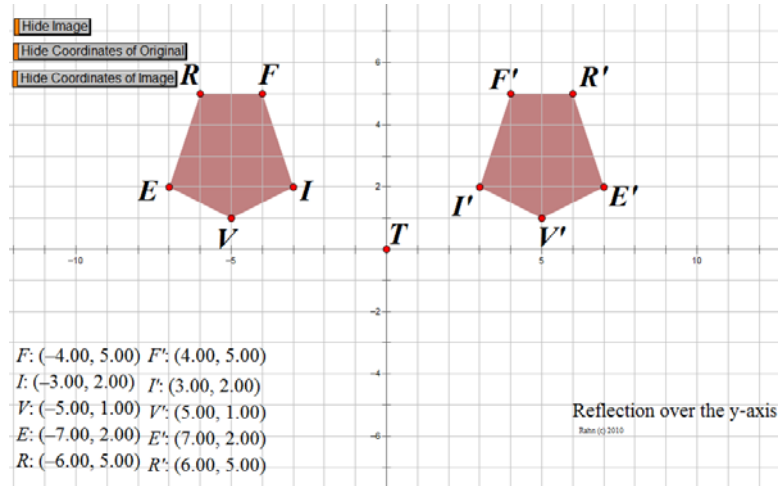 Hide Image
Hide Coordinates of Original
Hide Coordinates of Image
R F F' R'
6
4
E I I' E'
2
V V'
T
−10 −5 5 10
−2
−4
−6
F: (−4.00, 5.00) F': (4.00, 5.00)
I: (−3.00, 2.00) I': (3.00, 2.00)
V: (−5.00, 1.00) V': (5.00, 1.00)
E: (−7.00, 2.00) E': (7.00, 2.00)
R: (−6.00, 5.00) R': (6.00, 5.00)
Reflection over the y-axis
Rahn (c) 2010